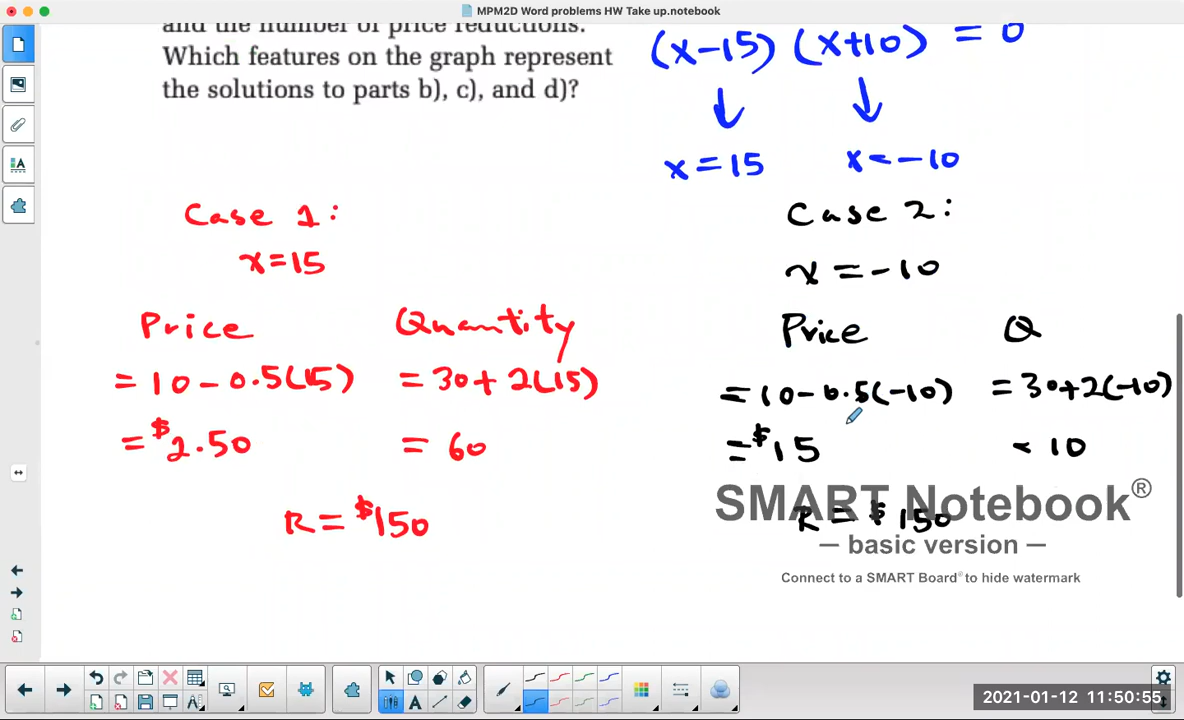 MPM2D Word problems HW Take up.notebook
and the number of price reductions.
Which features on the graph represent
the solutions to parts b), c), and d)?
(x-15) (x+10) = 0
x=15
x=-10
Case 1:
x=15
Price
= 10-0.5(15)
= $2.50
Quantity
= 30+2(15)
= 60
R=$150
Case 2:
x=-10
Price
=10-0.5(-10)
=$15
Q
=30+2(-10)
= 10
R=$150
SMART Notebook®
— basic version —
Connect to a SMART Board® to hide watermark
2021-01-12 11:50:55